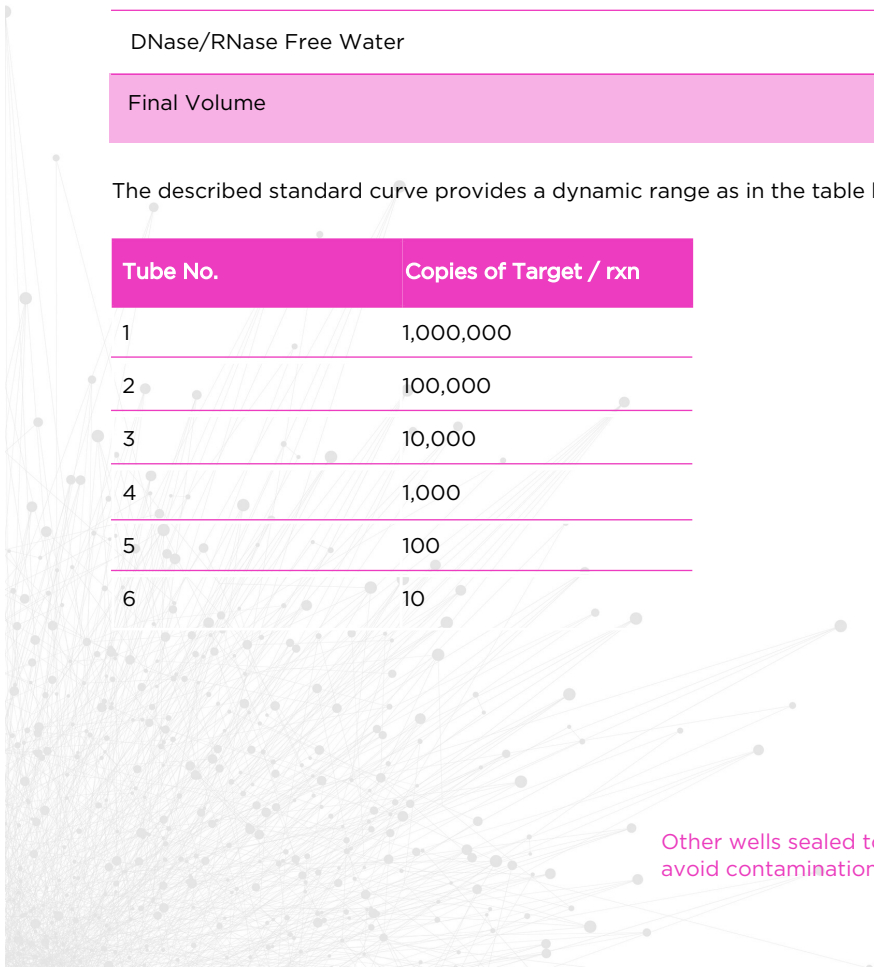 DNase/RNase Free Water
Final Volume
The described standard curve provides a dynamic range as in the table
Tube No. Copies of Target / rxn
1 1,000,000
2 100,000
3 10,000
4 1,000
5 100
6 10
Other wells sealed
avoid contamination